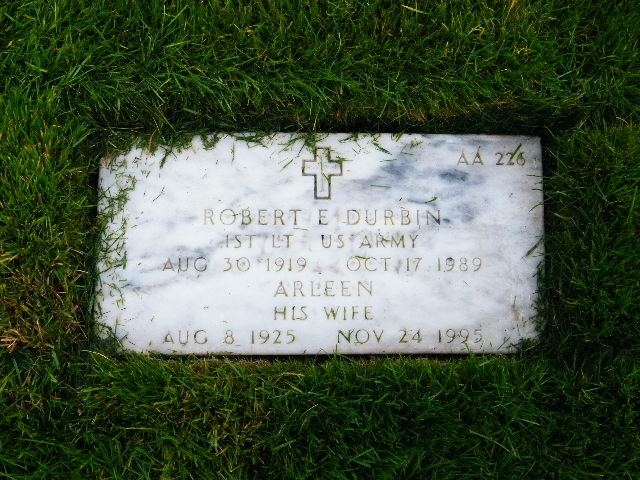 AA 226
ROBERT E DURBIN
1ST LT US ARMY
AUG 30 1919 OCT 17 1989
ARLEEN
HIS WIFE
AUG 8 1925 NOV 24 1995